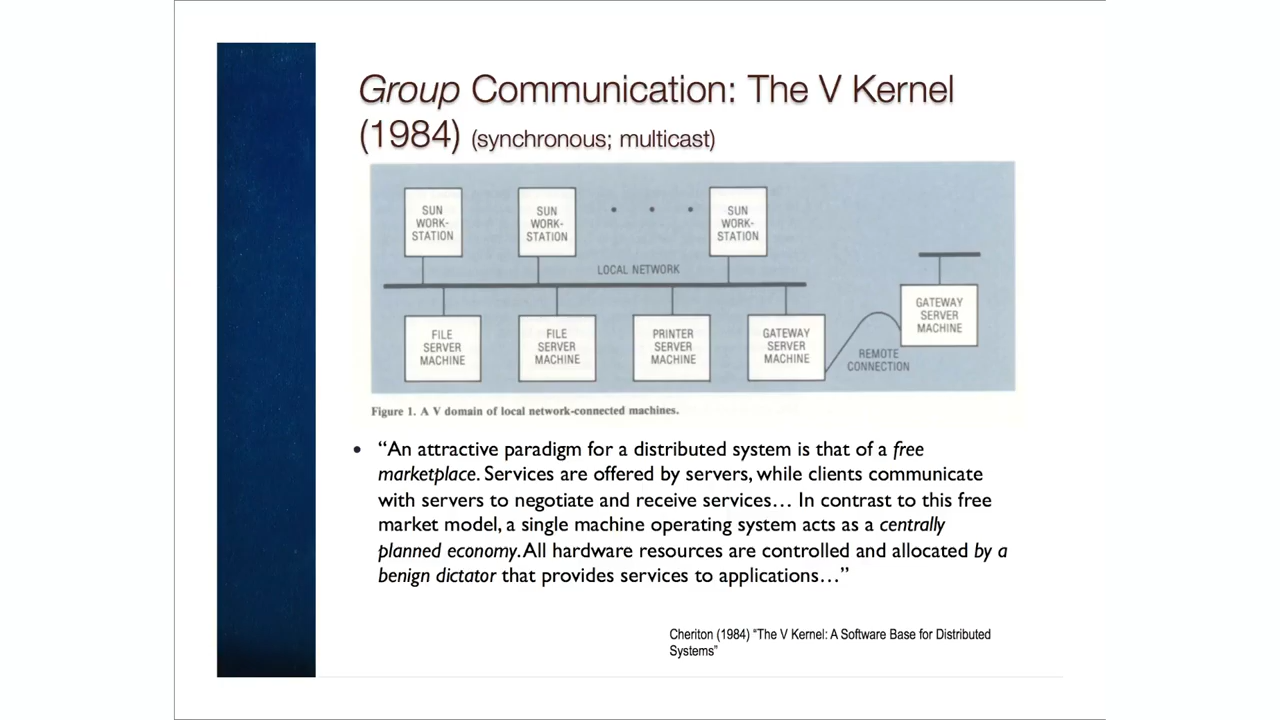 Group Communication: The V Kernel
(1984) (synchronous; multicast)
SUN
WORK-
STATION
SUN
WORK-
STATION
SUN
WORK-
STATION
LOCAL NETWORK
FILE
SERVER
MACHINE
FILE
SERVER
MACHINE
PRINTER
SERVER
MACHINE
GATEWAY
SERVER
MACHINE
REMOTE
CONNECTION
GATEWAY
SERVER
MACHINE
Figure 1. A V domain of local network-connected machines.
• “An attractive paradigm for a distributed system is that of a free
marketplace. Services are offered by servers, while clients communicate
with servers to negotiate and receive services… In contrast to this free
market model, a single machine operating system acts as a centrally
planned economy. All hardware resources are controlled and allocated by a
benign dictator that provides services to applications…”
Cheriton (1984) “The V Kernel: A Software Base for Distributed
Systems”